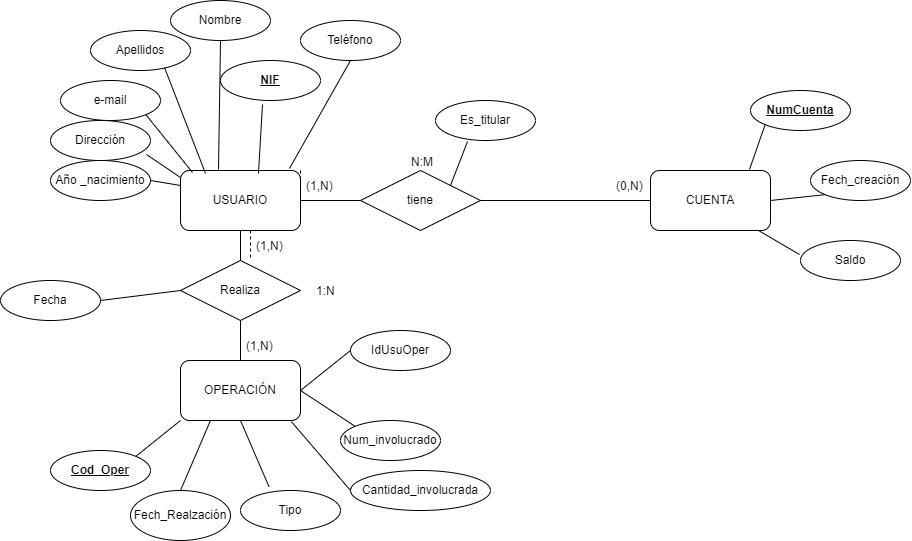 Nombre
Teléfono
Apellidos
NIF
e-mail
NumCuenta
Es_titular
Dirección
N:M
Año _nacimiento
Fech_creación
(1,N)
(0,N)
USUARIO
tiene
CUENTA
(1,N)
Saldo
Realiza
1:N
Fecha
(1,N)
IdUsuOper
OPERACIÓN
Num_involucrado
Cod_Oper
Cantidad_involucrada
Fech_Realzación
Tipo